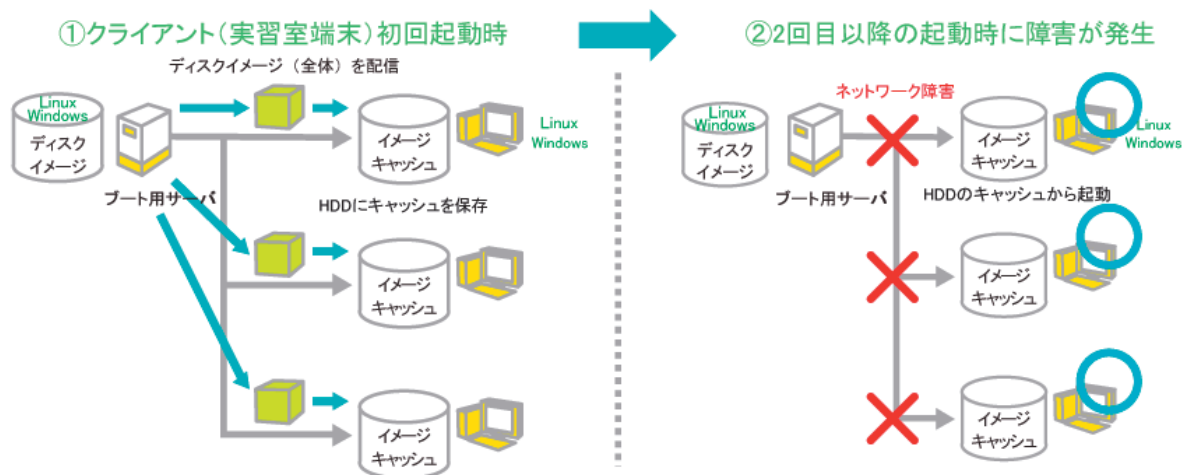 ①クライアント（実習室端末）初回起動時
ディスクイメージ（全体）を配信
Linux
Windows
ディスク
イメージ
ブート用サーバ
イメージ
キャッシュ
Linux
Windows
HDDにキャッシュを保存
イメージ
キャッシュ
イメージ
キャッシュ
②2回目以降の起動時に障害が発生
ネットワーク障害
Linux
Windows
ディスク
イメージ
ブート用サーバ
イメージ
キャッシュ
Linux
Windows
HDDのキャッシュから起動
イメージ
キャッシュ
イメージ
キャッシュ